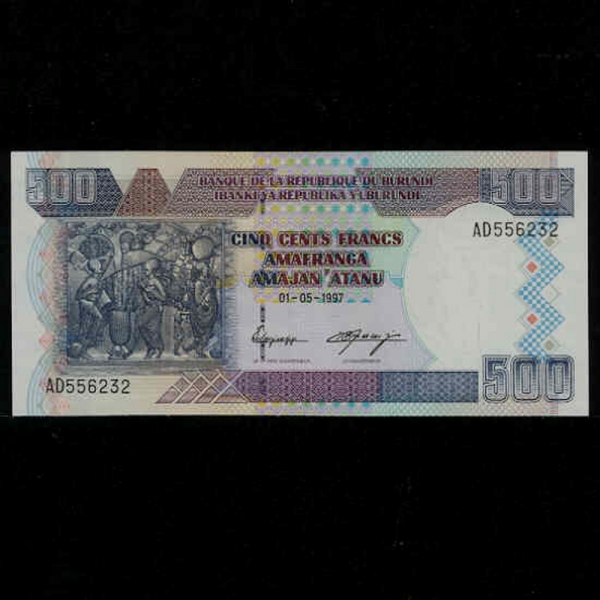 500
BANQUE DE LA REPUBLIQUE DU BURUNDI
IBANKI YA REPUBLIKA Y'UBURUNDI
500
CINQ CENTS FRANCS
AMAFRANGA
AMAJAN 'ATANU
01-05-1997
AD556232
AD556232
500